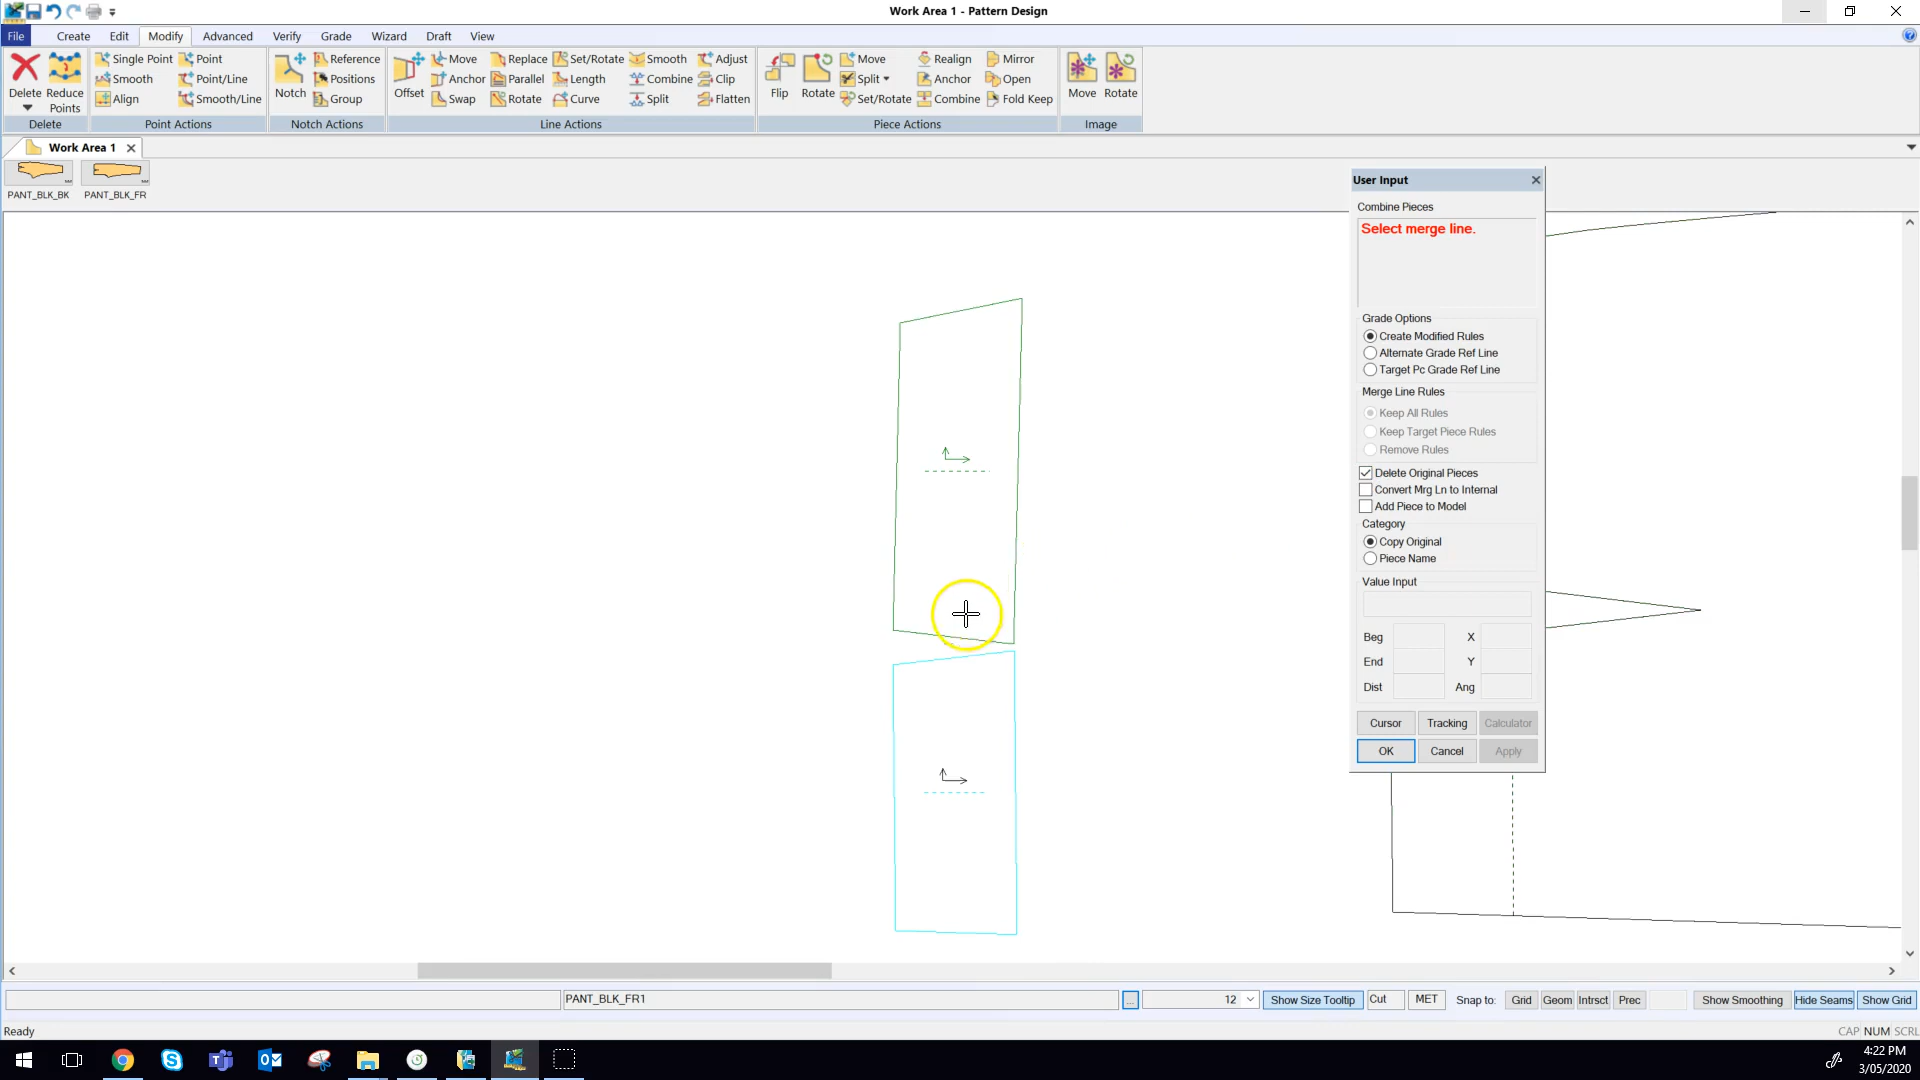 Work Area 1 - Pattern Design
File Create Edit Modify Advanced Verify Grade Wizard Draft View
Single Point Point Reference Move Replace Set/Rotate Smooth Adjust Move Realign Mirror
Smooth Point/Line Positions Anchor Parallel Length Combine Clip Split Anchor Open
Delete Reduce Points Align Smooth/Line Notch Group Offset Swap Rotate Curve Split Flatten Flip Rotate Set/Rotate Combine Fold Keep Move Rotate
Delete Point Actions Notch Actions Line Actions Piece Actions Image
Work Area 1
PANT_BLK_BK PANT_BLK_FR
User Input
Combine Pieces
Select merge line.
Grade Options
Create Modified Rules
Alternate Grade Ref Line
Target Pc Grade Ref Line
Merge Line Rules
Keep All Rules
Keep Target Piece Rules
Remove Rules
Delete Original Pieces
Convert Mrg Ln to Internal
Add Piece to Model
Category
Copy Original
Piece Name
Value Input
Beg X
End Y
Dist Ang
Cursor Tracking Calculator
OK Cancel Apply
PANT_BLK_FR1 ... 12 Show Size Tooltip Cut MET Snap to: Grid Geom Intrsct Prec Show Smoothing Hide Seams Show Grid
Ready CAP NUM SCRL
4:22 PM
3/05/2020